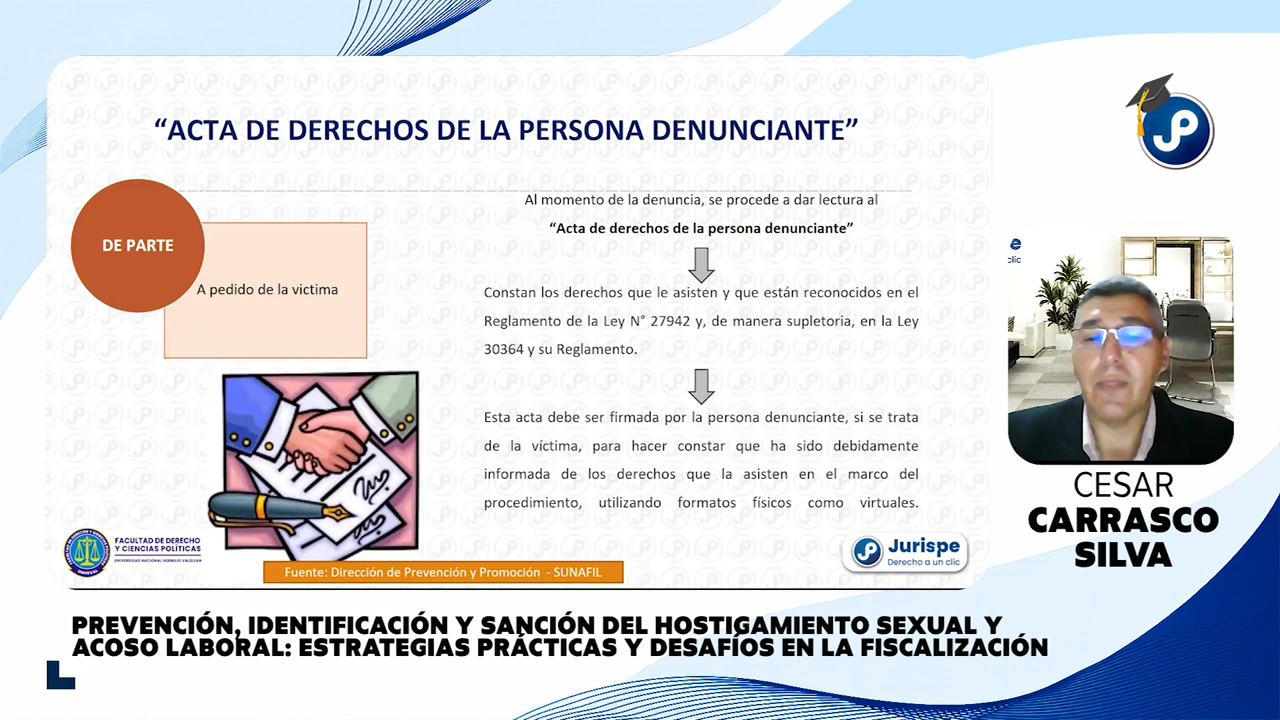 “ACTA DE DERECHOS DE LA PERSONA DENUNCIANTE”
DE PARTE
A pedido de la victima
Al momento de la denuncia, se procede a dar lectura al
“Acta de derechos de la persona denunciante”
Constan los derechos que le asisten y que están reconocidos en el
Reglamento de la Ley N° 27942 y, de manera supletoria, en la Ley
30364 y su Reglamento.
Esta acta debe ser firmada por la persona denunciante, si se trata
de la víctima, para hacer constar que ha sido debidamente
informada de los derechos que la asisten en el marco del
procedimiento, utilizando formatos físicos como virtuales.
FACULTAD DE DERECHO
Y CIENCIAS POLÍTICAS
UNIVERSIDAD NACIONAL HERMILIO VALDIZAN
Fuente: Dirección de Prevención y Promoción - SUNAFIL
JP
Jurispe
Derecho a un clic
JP
e
clic
CESAR
CARRASCO
SILVA
PREVENCIÓN, IDENTIFICACIÓN Y SANCIÓN DEL HOSTIGAMIENTO SEXUAL Y
ACOSO LABORAL: ESTRATEGIAS PRÁCTICAS Y DESAFÍOS EN LA FISCALIZACIÓN